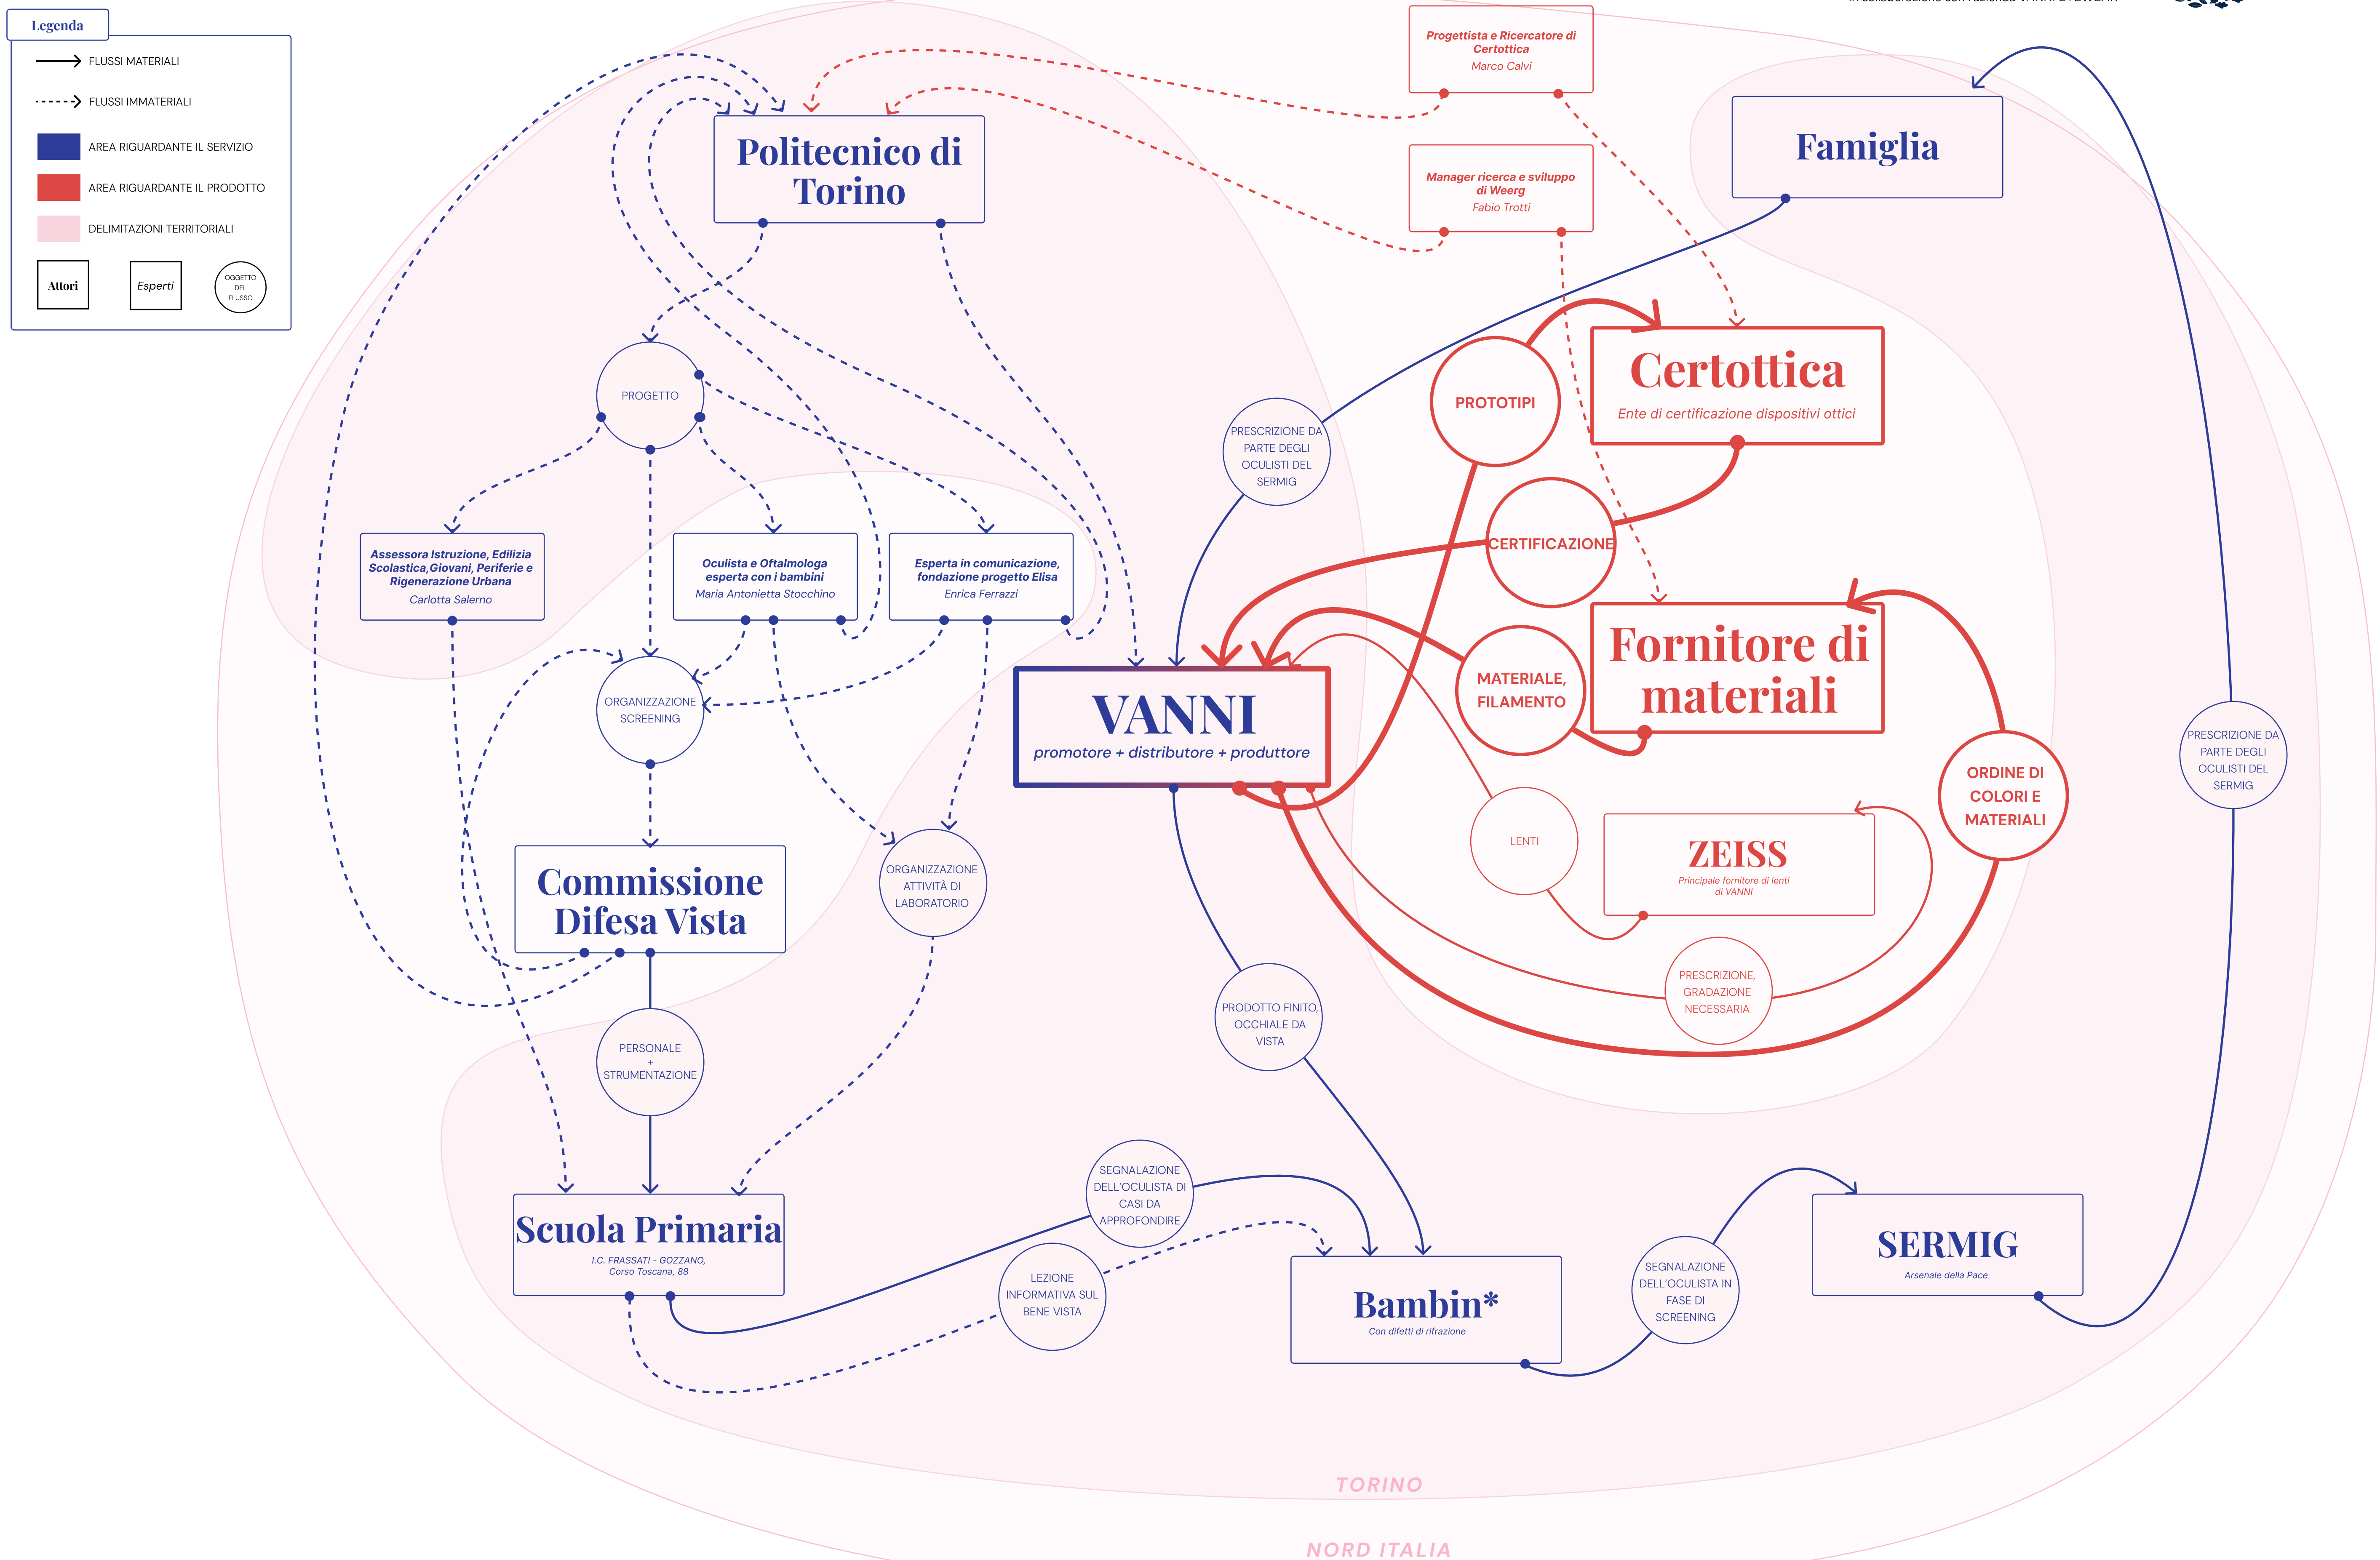 In collaborazione con l'azienda VANNI EYEWEAR
Legenda
FLUSSI MATERIALI
FLUSSI IMMATERIALI
AREA RIGUARDANTE IL SERVIZIO
AREA RIGUARDANTE IL PRODOTTO
DELIMITAZIONI TERRITORIALI
Attori
Esperti
OGGETTO
DEL
FLUSSO
Progettista e Ricercatore di
Certottica
Marco Calvi
Politecnico di
Torino
Famiglia
Manager ricerca e sviluppo
di Weerg
Fabio Trotti
PROGETTO
PROTOTIPI
Certottica
Ente di certificazione dispositivi ottici
PRESCRIZIONE DA
PARTE DEGLI
OCULISTI DEL
SERMIG
CERTIFICAZIONE
Assessora Istruzione, Edilizia
Scolastica,Giovani, Periferie e
Rigenerazione Urbana
Carlotta Salerno
Oculista e Oftalmologa
esperta con i bambini
Maria Antonietta Stocchino
Esperta in comunicazione,
fondazione progetto Elisa
Enrica Ferrazzi
Fornitore di
materiali
MATERIALE,
FILAMENTO
ORGANIZZAZIONE
SCREENING
VANNI
promotore + distributore + produttore
PRESCRIZIONE DA
PARTE DEGLI
OCULISTI DEL
SERMIG
ORDINE DI
COLORI E
MATERIALI
LENTI
ZEISS
Principale fornitore di lenti
di VANNI
Commissione
Difesa Vista
ORGANIZZAZIONE
ATTIVITÀ DI
LABORATORIO
PRESCRIZIONE,
GRADAZIONE
NECESSARIA
PRODOTTO FINITO,
OCCHIALE DA
VISTA
PERSONALE
+
STRUMENTAZIONE
SEGNALAZIONE
DELL'OCULISTA DI
CASI DA
APPROFONDIRE
Scuola Primaria
I.C. FRASSATI - GOZZANO,
Corso Toscana, 88
LEZIONE
INFORMATIVA SUL
BENE VISTA
Bambin*
Con difetti di rifrazione
SEGNALAZIONE
DELL'OCULISTA IN
FASE DI
SCREENING
SERMIG
Arsenale della Pace
TORINO
NORD ITALIA